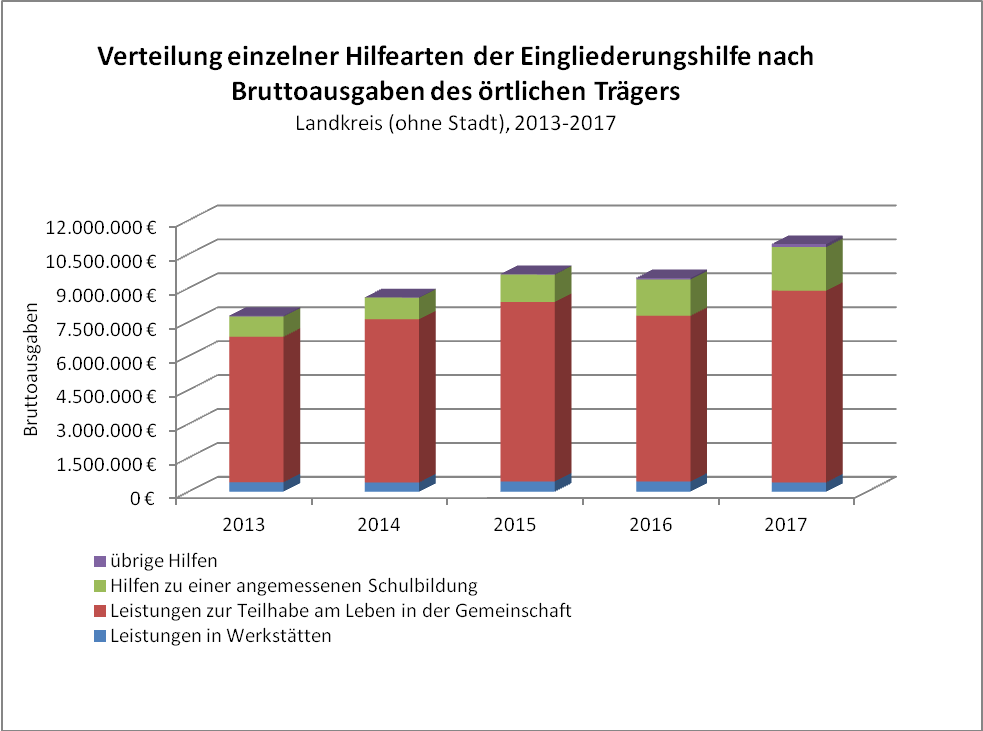 Verteilung einzelner Hilfearten der Eingliederungshilfe nach
Bruttoausgaben des örtlichen Trägers
Landkreis (ohne Stadt), 2013-2017
Bruttoausgaben
12.000.000 €
10.500.000 €
9.000.000 €
7.500.000 €
6.000.000 €
4.500.000 €
3.000.000 €
1.500.000 €
0 €
2013 2014 2015 2016 2017
übrige Hilfen
Hilfen zu einer angemessenen Schulbildung
Leistungen zur Teilhabe am Leben in der Gemeinschaft
Leistungen in Werkstätten